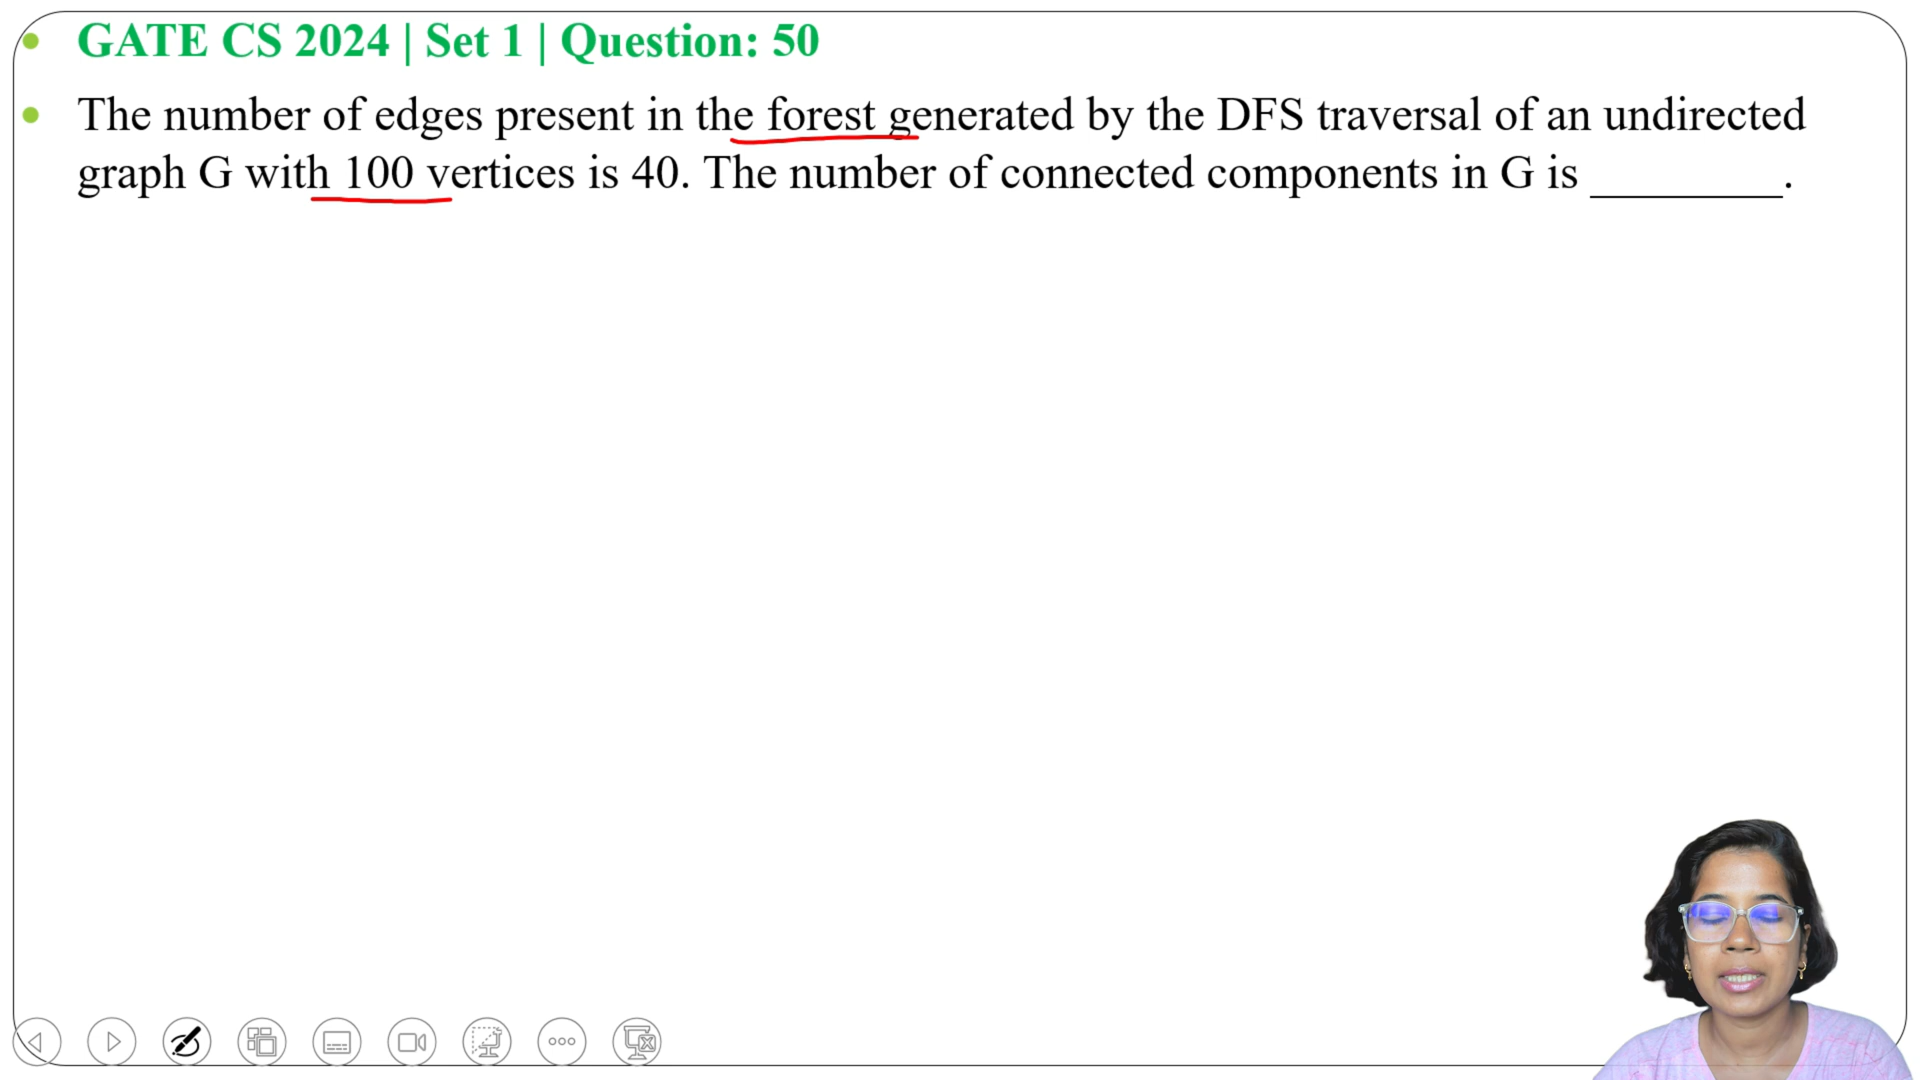 GATE CS 2024 | Set 1 | Question: 50
The number of edges present in the forest generated by the DFS traversal of an undirected
graph G with 100 vertices is 40. The number of connected components in G is ________.